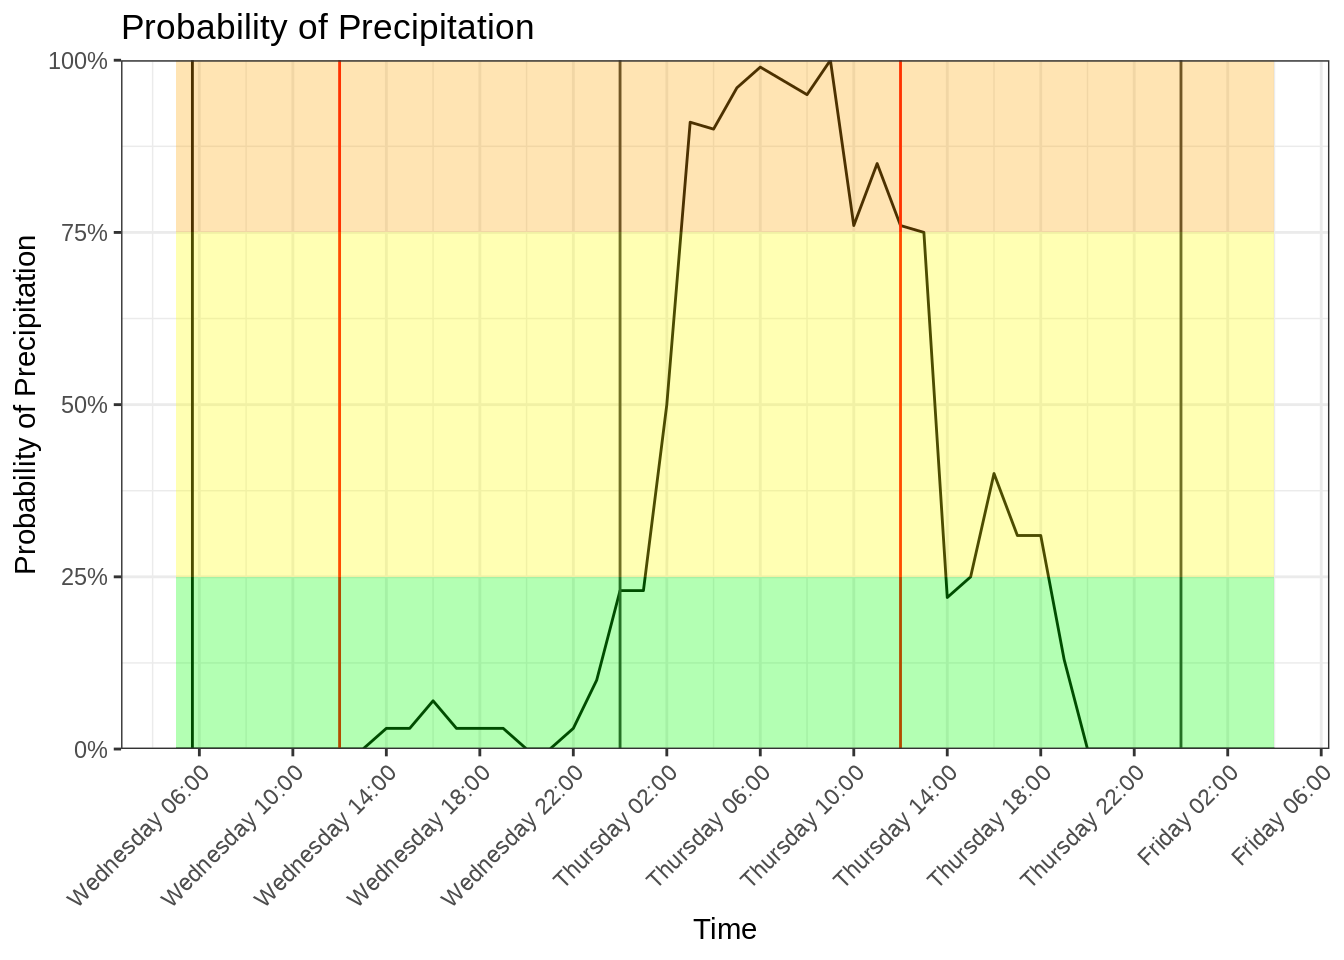 Probability of Precipitation
Probability of Precipitation
100%
75%
50%
25%
0%
Wednesday 06:00
Wednesday 10:00
Wednesday 14:00
Wednesday 18:00
Wednesday 22:00
Thursday 02:00
Thursday 06:00
Thursday 10:00
Thursday 14:00
Thursday 18:00
Thursday 22:00
Friday 02:00
Friday 06:00
Time